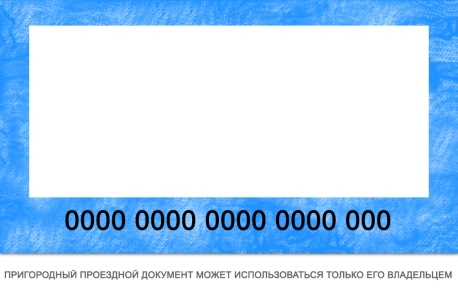 0000 0000 0000 0000 000
ПРИГОРОДНЫЙ ПРОЕЗДНОЙ ДОКУМЕНТ МОЖЕТ ИСПОЛЬЗОВАТЬСЯ ТОЛЬКО ЕГО ВЛАДЕЛЬЦЕМ